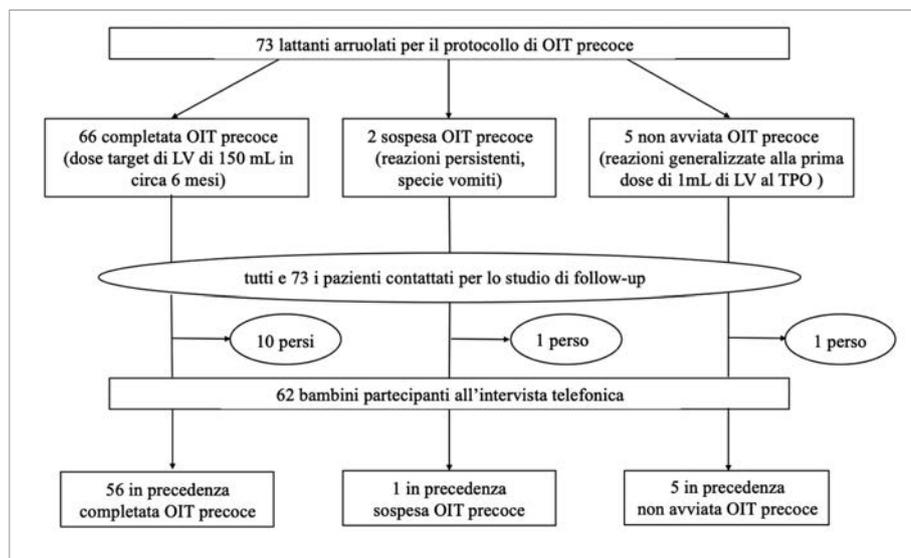 73 lattanti arruolati per il protocollo di OIT precoce
66 completata OIT precoce
(dose target di LV di 150 mL in
circa 6 mesi)
2 sospesa OIT precoce
(reazioni persistenti,
specie vomiti)
5 non avviata OIT precoce
(reazioni generalizzate alla prima
dose di 1mL di LV al TPO )
tutti e 73 i pazienti contattati per lo studio di follow-up
10 persi
1 perso
1 perso
62 bambini partecipanti all'intervista telefonica
56 in precedenza
completata OIT precoce
1 in precedenza
sospesa OIT precoce
5 in precedenza
non avviata OIT precoce